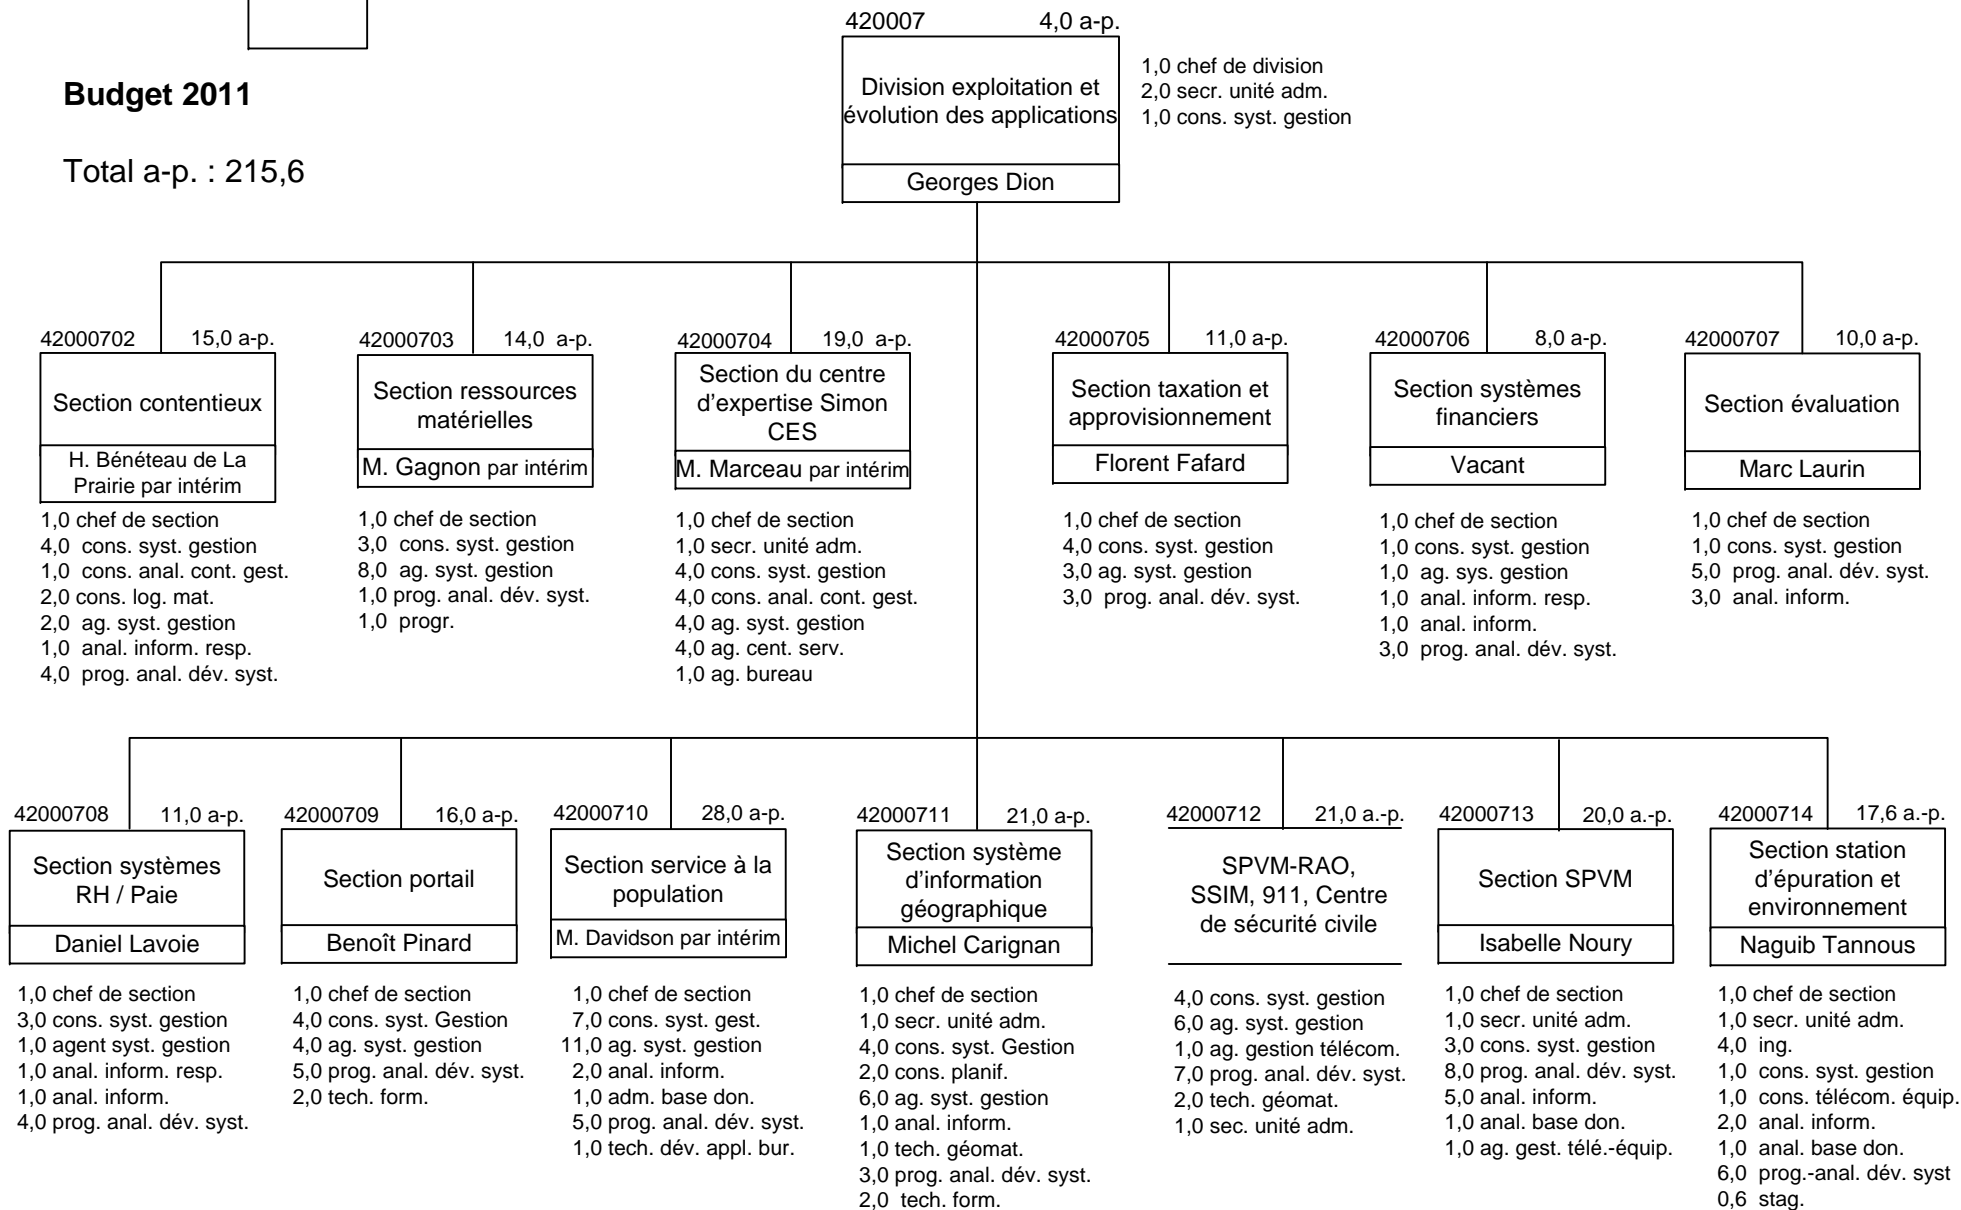 Budget 2011
Total a-p. : 215,6
420007 4,0 a-p.
Division exploitation et
évolution des applications
Georges Dion
1,0 chef de division
2,0 secr. unité adm.
1,0 cons. syst. gestion
42000702 15,0 a-p.
Section contentieux
H. Bénéteau de La
Prairie par intérim
1,0 chef de section
4,0 cons. syst. gestion
1,0 cons. anal. cont. gest.
2,0 cons. log. mat.
2,0 ag. syst. gestion
1,0 anal. inform. resp.
4,0 prog. anal. dév. syst.
42000703 14,0 a-p.
Section ressources
matérielles
M. Gagnon par intérim
1,0 chef de section
3,0 cons. syst. gestion
8,0 ag. syst. gestion
1,0 prog. anal. dév. syst.
1,0 progr.
42000704 19,0 a-p.
Section du centre
d'expertise Simon
CES
M. Marceau par intérim
1,0 chef de section
1,0 secr. unité adm.
4,0 cons. syst. gestion
4,0 cons. anal. cont. gest.
4,0 ag. syst. gestion
4,0 ag. cent. serv.
1,0 ag. bureau
42000705 11,0 a-p.
Section taxation et
approvisionnement
Florent Fafard
1,0 chef de section
4,0 cons. syst. gestion
3,0 ag. syst. gestion
3,0 prog. anal. dév. syst.
42000706 8,0 a-p.
Section systèmes
financiers
Vacant
1,0 chef de section
1,0 cons. syst. gestion
1,0 ag. sys. gestion
1,0 anal. inform. resp.
1,0 anal. inform.
3,0 prog. anal. dév. syst.
42000707 10,0 a-p.
Section évaluation
Marc Laurin
1,0 chef de section
1,0 cons. syst. gestion
5,0 prog. anal. dév. syst.
3,0 anal. inform.
42000708 11,0 a-p.
Section systèmes
RH / Paie
Daniel Lavoie
1,0 chef de section
3,0 cons. syst. gestion
1,0 agent syst. gestion
1,0 anal. inform. resp.
1,0 anal. inform.
4,0 prog. anal. dév. syst.
42000709 16,0 a-p.
Section portail
Benoît Pinard
1,0 chef de section
4,0 cons. syst. Gestion
4,0 ag. syst. gestion
5,0 prog. anal. dév. syst.
2,0 tech. form.
42000710 28,0 a-p.
Section service à la
population
M. Davidson par intérim
1,0 chef de section
7,0 cons. syst. gest.
11,0 ag. syst. gestion
2,0 anal. inform.
1,0 adm. base don.
5,0 prog. anal. dév. syst.
1,0 tech. dév. appl. bur.
42000711 21,0 a-p.
Section système
d'information
géographique
Michel Carignan
1,0 chef de section
1,0 secr. unité adm.
4,0 cons. syst. Gestion
2,0 cons. planif.
6,0 ag. syst. gestion
1,0 anal. inform.
1,0 tech. géomat.
3,0 prog. anal. dév. syst.
2,0 tech. form.
42000712 21,0 a.-p.
SPVM-RAO,
SSIM, 911, Centre
de sécurité civile
4,0 cons. syst. gestion
6,0 ag. syst. gestion
1,0 ag. gestion télécom.
7,0 prog. anal. dév. syst.
2,0 tech. géomat.
1,0 sec. unité adm.
42000713 20,0 a.-p.
Section SPVM
Isabelle Noury
1,0 chef de section
1,0 secr. unité adm.
3,0 cons. syst. gestion
8,0 prog. anal. dév. syst.
5,0 anal. inform.
1,0 anal. base don.
1,0 ag. gest. télé.-équip.
42000714 17,6 a.-p.
Section station
d'épuration et
environnement
Naguib Tannous
1,0 chef de section
1,0 secr. unité adm.
4,0 ing.
1,0 cons. syst. gestion
1,0 cons. télécom. équip.
2,0 anal. inform.
1,0 anal. base don.
6,0 prog.-anal. dév. syst
0,6 stag.